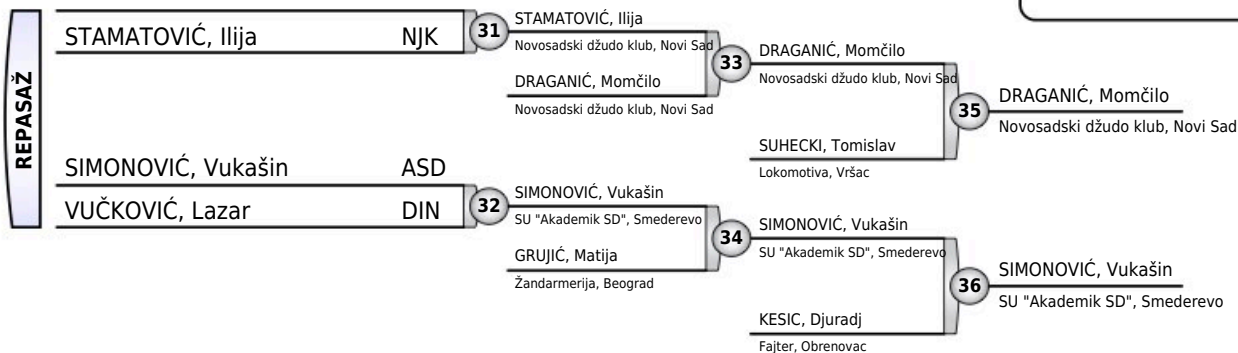 REPASAŽ
STAMATOVIĆ, Ilija NJK
SIMONOVIĆ, Vukašin ASD
VUČKOVIĆ, Lazar DIN
31
STAMATOVIĆ, Ilija
Novosadski džudo klub, Novi Sad
DRAGANIĆ, Momčilo
Novosadski džudo klub, Novi Sad
32
SIMONOVIĆ, Vukašin
SU "Akademik SD", Smederevo
GRUJIĆ, Matija
Žandarmerija, Beograd
33
DRAGANIĆ, Momčilo
Novosadski džudo klub, Novi Sad
SUHECKI, Tomislav
Lokomotiva, Vršac
34
SIMONOVIĆ, Vukašin
SU "Akademik SD", Smederevo
KESIC, Djuradj
Fajter, Obrenovac
35
DRAGANIĆ, Momčilo
Novosadski džudo klub, Novi Sad
36
SIMONOVIĆ, Vukašin
SU "Akademik SD", Smederevo